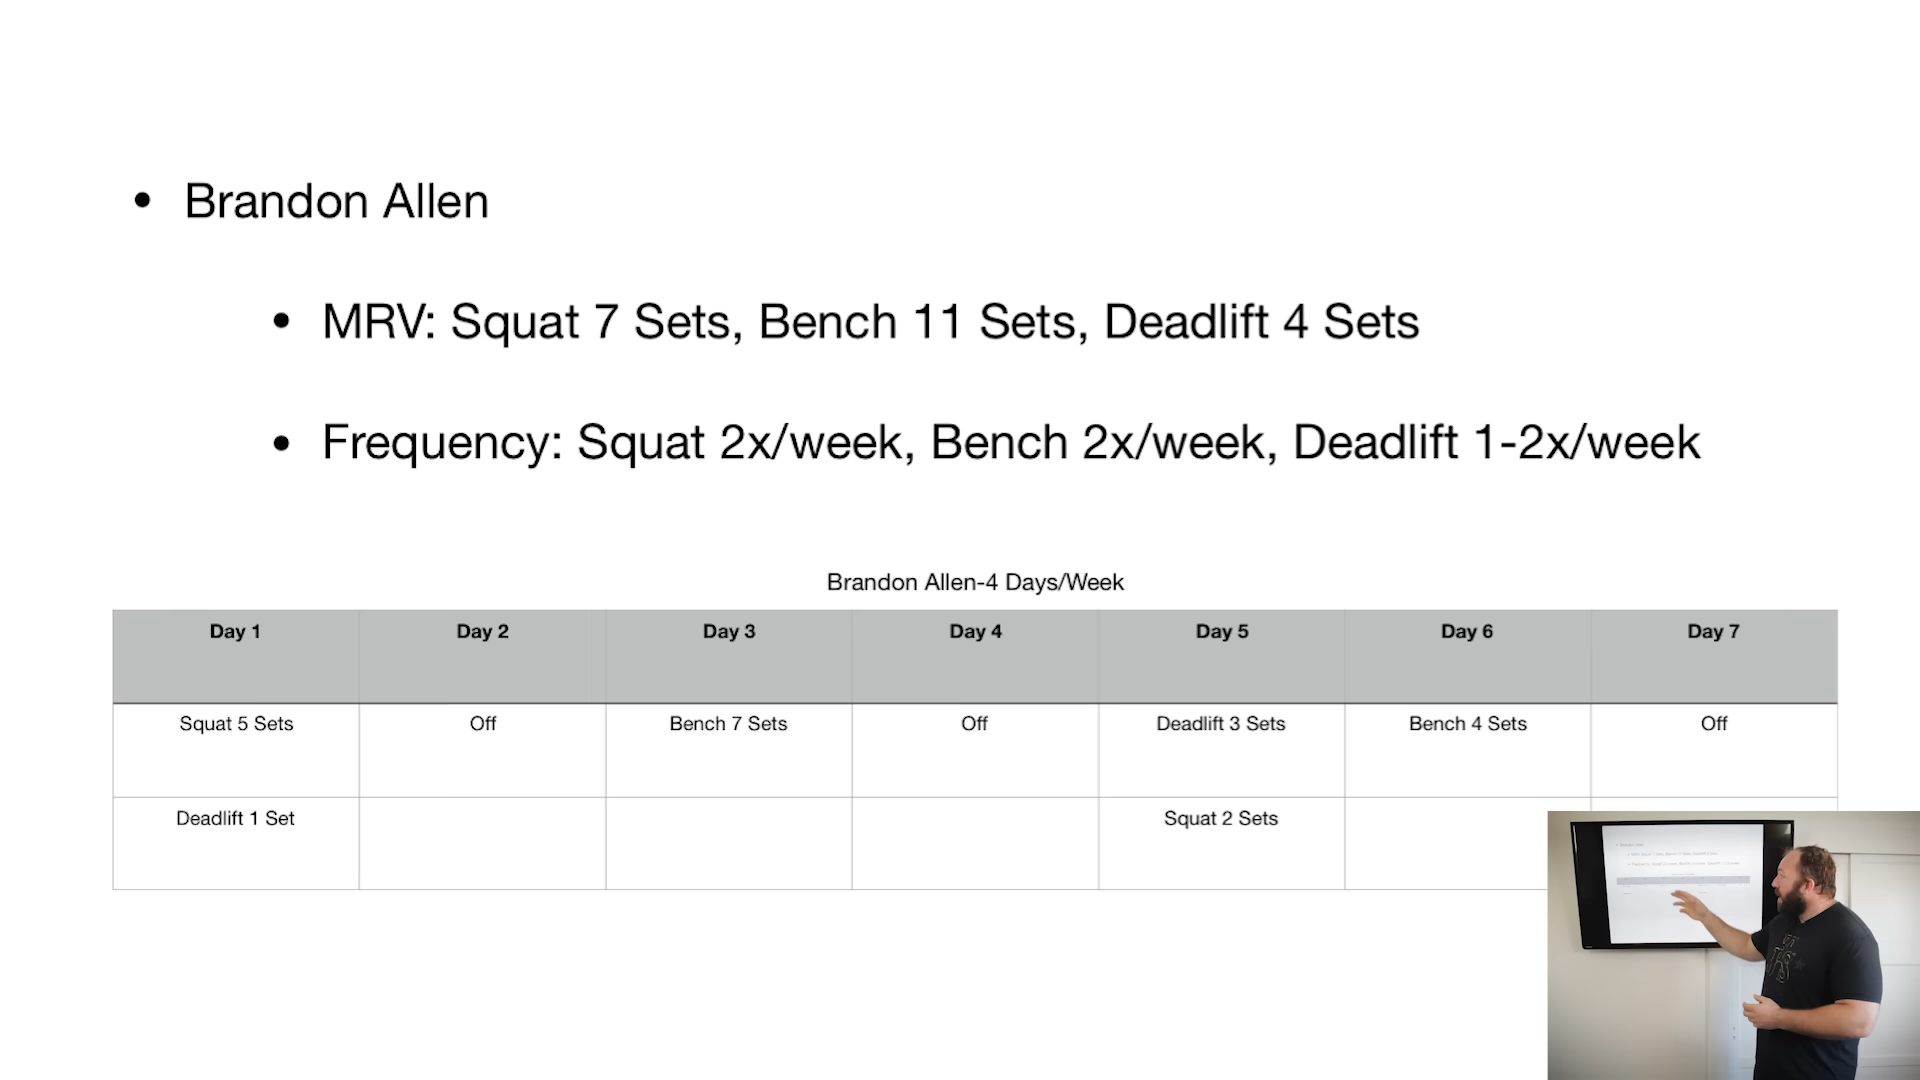 • Brandon Allen
• MRV: Squat 7 Sets, Bench 11 Sets, Deadlift 4 Sets
• Frequency: Squat 2x/week, Bench 2x/week, Deadlift 1-2x/week
Brandon Allen-4 Days/Week
Day 1 Day 2 Day 3 Day 4 Day 5 Day 6 Day 7
Squat 5 Sets Off Bench 7 Sets Off Deadlift 3 Sets Bench 4 Sets Off
Deadlift 1 Set Squat 2 Sets